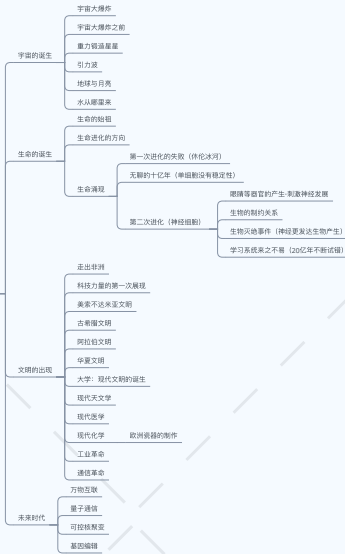 宇宙的诞生
宇宙大爆炸
宇宙大爆炸之前
重力锻造星星
引力波
地球与月亮
水从哪里来
生命的诞生
生命的始祖
生命进化的方向
生命涌现
第一次进化的失败（休伦冰河）
无聊的十亿年（单细胞没有稳定性）
第二次进化（神经细胞）
眼睛等器官的产生-刺激神经发展
生物的制约关系
生物灭绝事件（神经更发达生物产生）
学习系统来之不易（20亿年不断试错）
文明的出现
走出非洲
科技力量的第一次展现
美索不达米亚文明
古希腊文明
阿拉伯文明
华夏文明
大学：现代文明的诞生
现代天文学
现代医学
现代化学
欧洲瓷器的制作
工业革命
通信革命
未来时代
万物互联
量子通信
可控核聚变
基因编辑